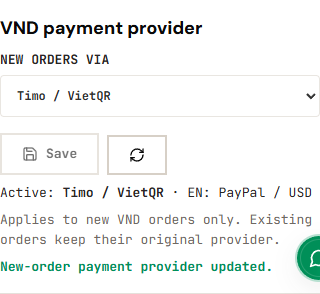 VND payment provider
NEW ORDERS VIA
Timo / VietQR
Save
Active: Timo / VietQR · EN: PayPal / USD
Applies to new VND orders only. Existing
orders keep their original provider.
New-order payment provider updated.